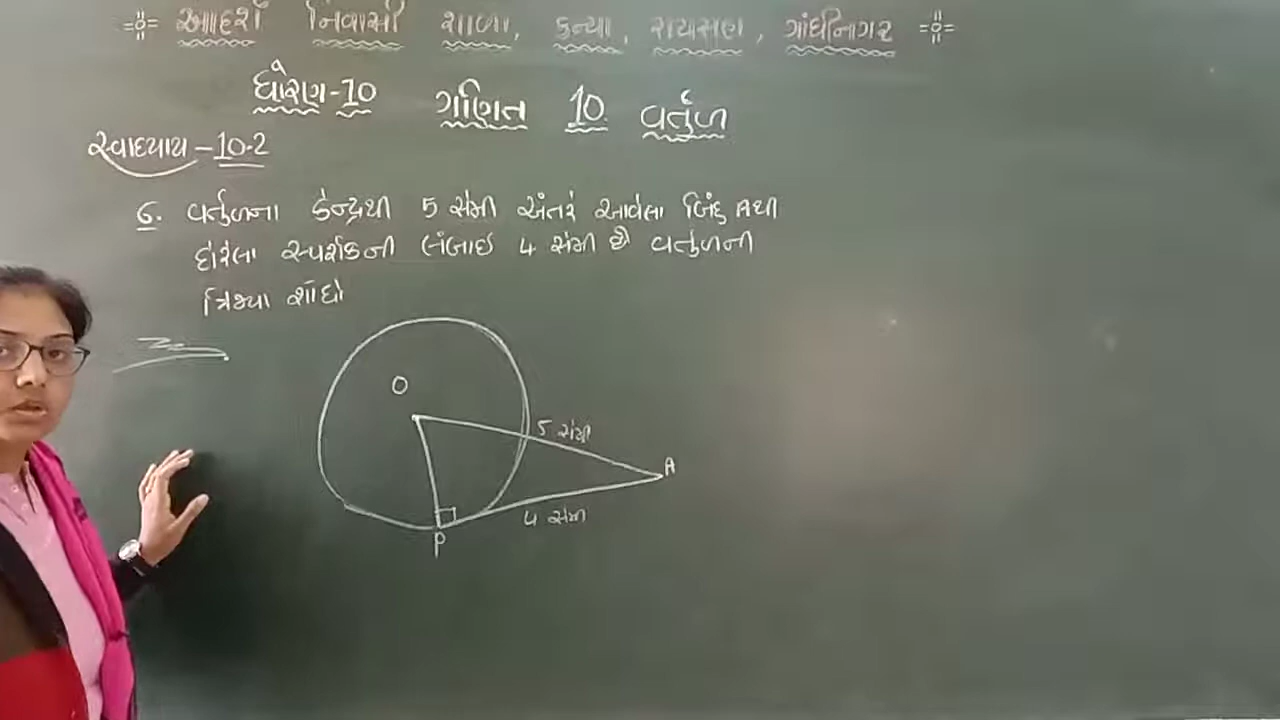 આદર્શ નિવાસી શાળા, કન્યા, રાયસણ, ગાંધીનગર
ધોરણ-10 ગણિત 10 વર્તુળ
સ્વાધ્યાય - 10.2
6. વર્તુળના કેન્દ્રથી 5 સેમી અંતરે આવેલા બિંદુ Aથી
દોરેલા સ્પર્શકની લંબાઈ 4 સેમી છે વર્તુળની
ત્રિજ્યા શોધો
O
5 સેમી
A
4 સેમી
P